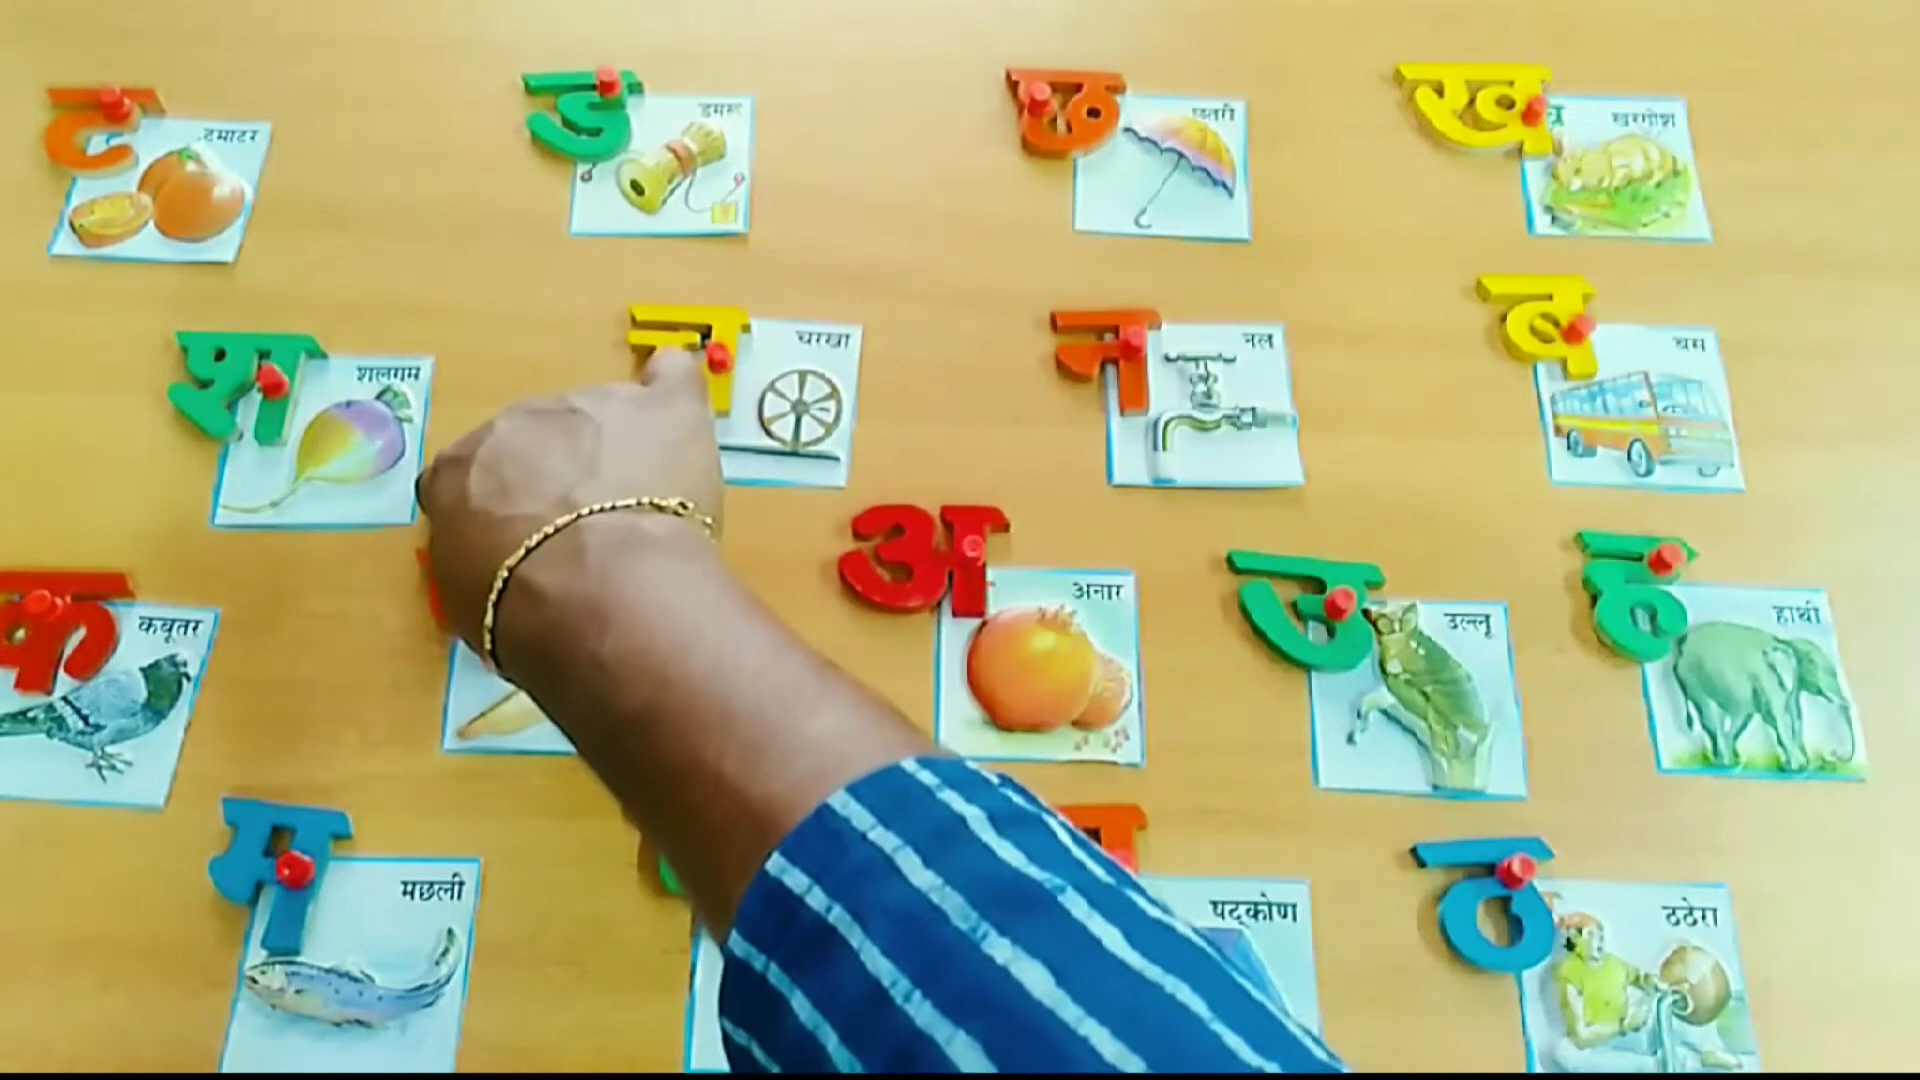 ट
टमाटर
ड
डमरू
छ
छतरी
ख
खरगोश
श
शलगम
च
चरखा
न
नल
ब
बस
क
कबूतर
अ
अनार
उ
उल्लू
ह
हाथी
म
मछली
षट्कोण
ठ
ठठेरा